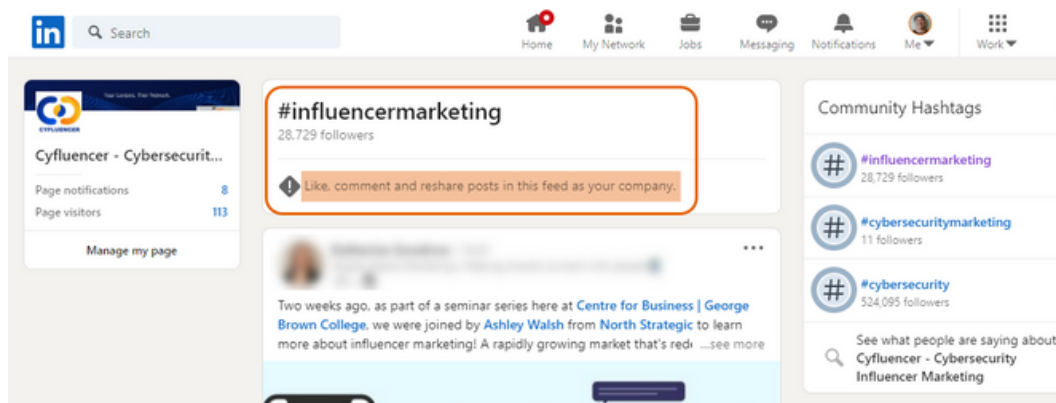 in
Search
Home
My Network
Jobs
Messaging
Notifications
Me
Work
Your Leaders. Their Network.
CYFLUENCER
Cyfluencer - Cybersecurit...
Page notifications 8
Page visitors 113
Manage my page
#influencermarketing
28,729 followers
Like, comment and reshare posts in this feed as your company.
Two weeks ago, as part of a seminar series here at Centre for Business | George
Brown College, we were joined by Ashley Walsh from North Strategic to learn
more about influencer marketing! A rapidly growing market that's ...see more
Community Hashtags
#influencermarketing
28,729 followers
#cybersecuritymarketing
11 followers
#cybersecurity
524,095 followers
See what people are saying about
Cyfluencer - Cybersecurity
Influencer Marketing